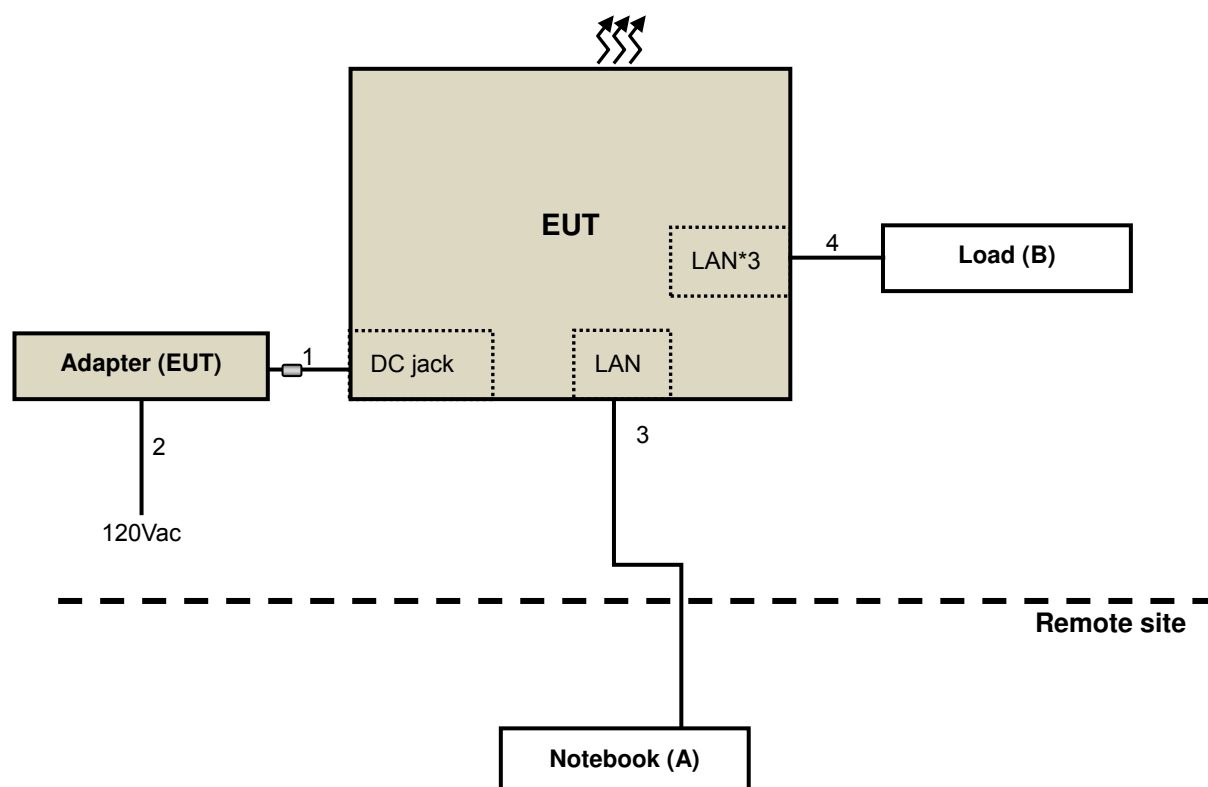 EUT
LAN*3
4
Load (B)
Adapter (EUT)
1
DC jack
LAN
2
3
120Vac
Remote site
Notebook (A)